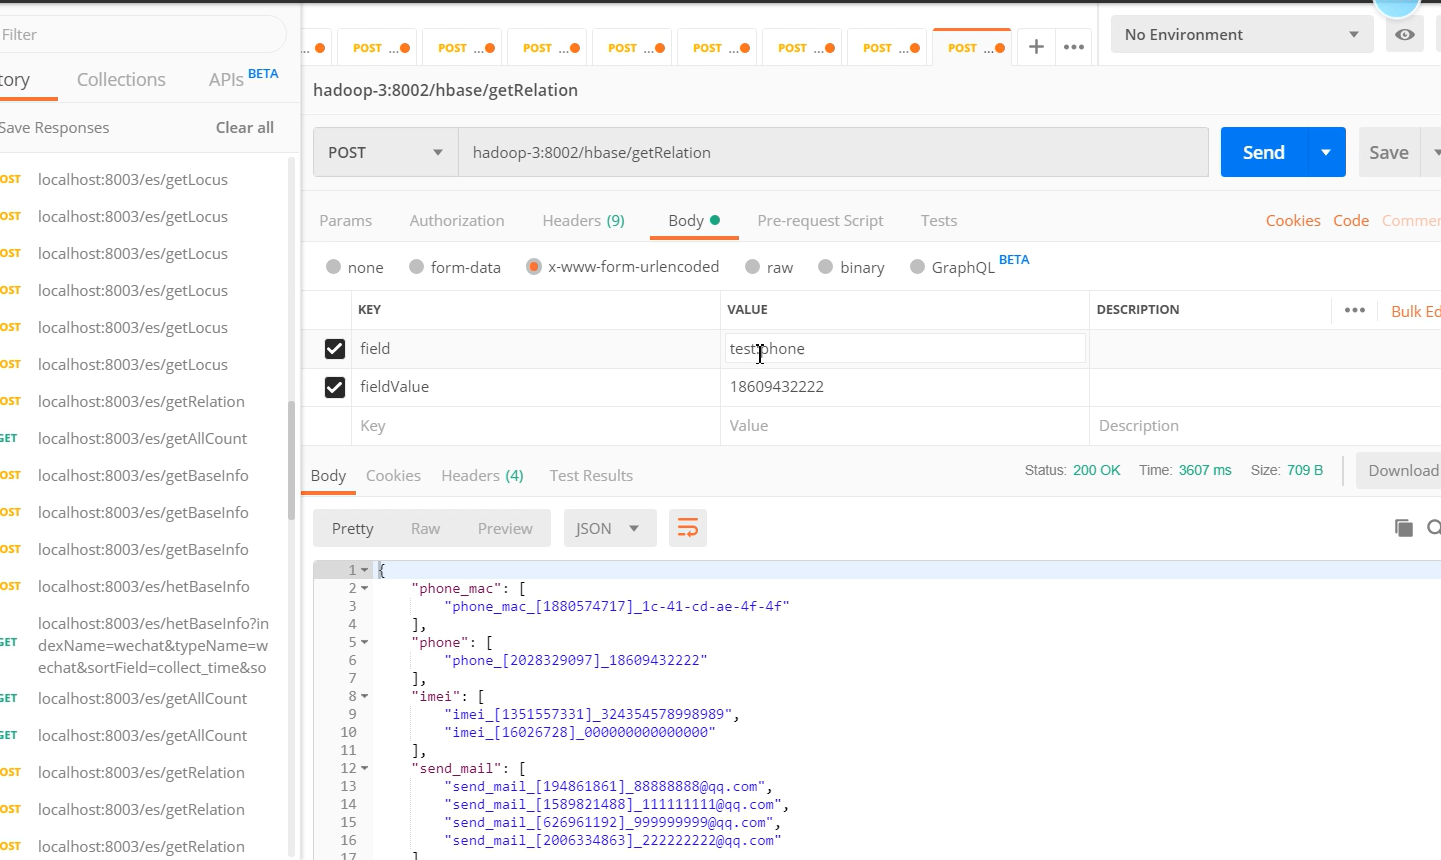 Filter
tory Collections APIs BETA
Save Responses Clear all
OST localhost:8003/es/getLocus
OST localhost:8003/es/getLocus
OST localhost:8003/es/getLocus
OST localhost:8003/es/getLocus
OST localhost:8003/es/getLocus
OST localhost:8003/es/getLocus
OST localhost:8003/es/getRelation
GET localhost:8003/es/getAllCount
OST localhost:8003/es/getBaseInfo
OST localhost:8003/es/getBaseInfo
OST localhost:8003/es/getBaseInfo
OST localhost:8003/es/hetBaseInfo
localhost:8003/es/hetBaseInfo?in
GET dexName=wechat&typeName=w
echat&sortField=collect_time&so
GET localhost:8003/es/getAllCount
GET localhost:8003/es/getAllCount
OST localhost:8003/es/getRelation
OST localhost:8003/es/getRelation
OST localhost:8003/es/getRelation
... POST ... POST ... POST ... POST ... POST ... POST ... POST ... POST ... + ••• No Environment
hadoop-3:8002/hbase/getRelation
POST hadoop-3:8002/hbase/getRelation Send Save
Params Authorization Headers (9) Body Pre-request Script Tests Cookies Code Commer
none form-data x-www-form-urlencoded raw binary GraphQL BETA
KEY VALUE DESCRIPTION ••• Bulk Ed
field test:phone
fieldValue 18609432222
Key Value Description
Body Cookies Headers (4) Test Results Status: 200 OK Time: 3607 ms Size: 709 B Download
Pretty Raw Preview JSON
1 {
2 "phone_mac": [
3 "phone_mac_[1880574717]_1c-41-cd-ae-4f-4f"
4 ],
5 "phone": [
6 "phone_[2028329097]_18609432222"
7 ],
8 "imei": [
9 "imei_[1351557331]_324354578998989",
10 "imei_[16026728]_000000000000000"
11 ],
12 "send_mail": [
13 "send_mail_[194861861]_88888888@qq.com",
14 "send_mail_[1589821488]_111111111@qq.com",
15 "send_mail_[626961192]_999999999@qq.com",
16 "send_mail_[2006334863]_222222222@qq.com"
17 ]